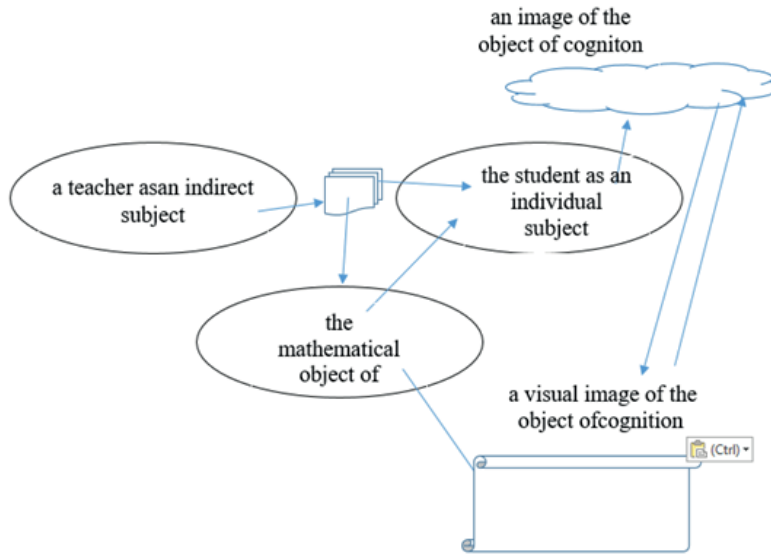 an image of the
object of cogniton
a teacher asan indirect
subject
the student as an
individual
subject
the
mathematical
object of
a visual image of the
object ofcognition
(Ctrl)